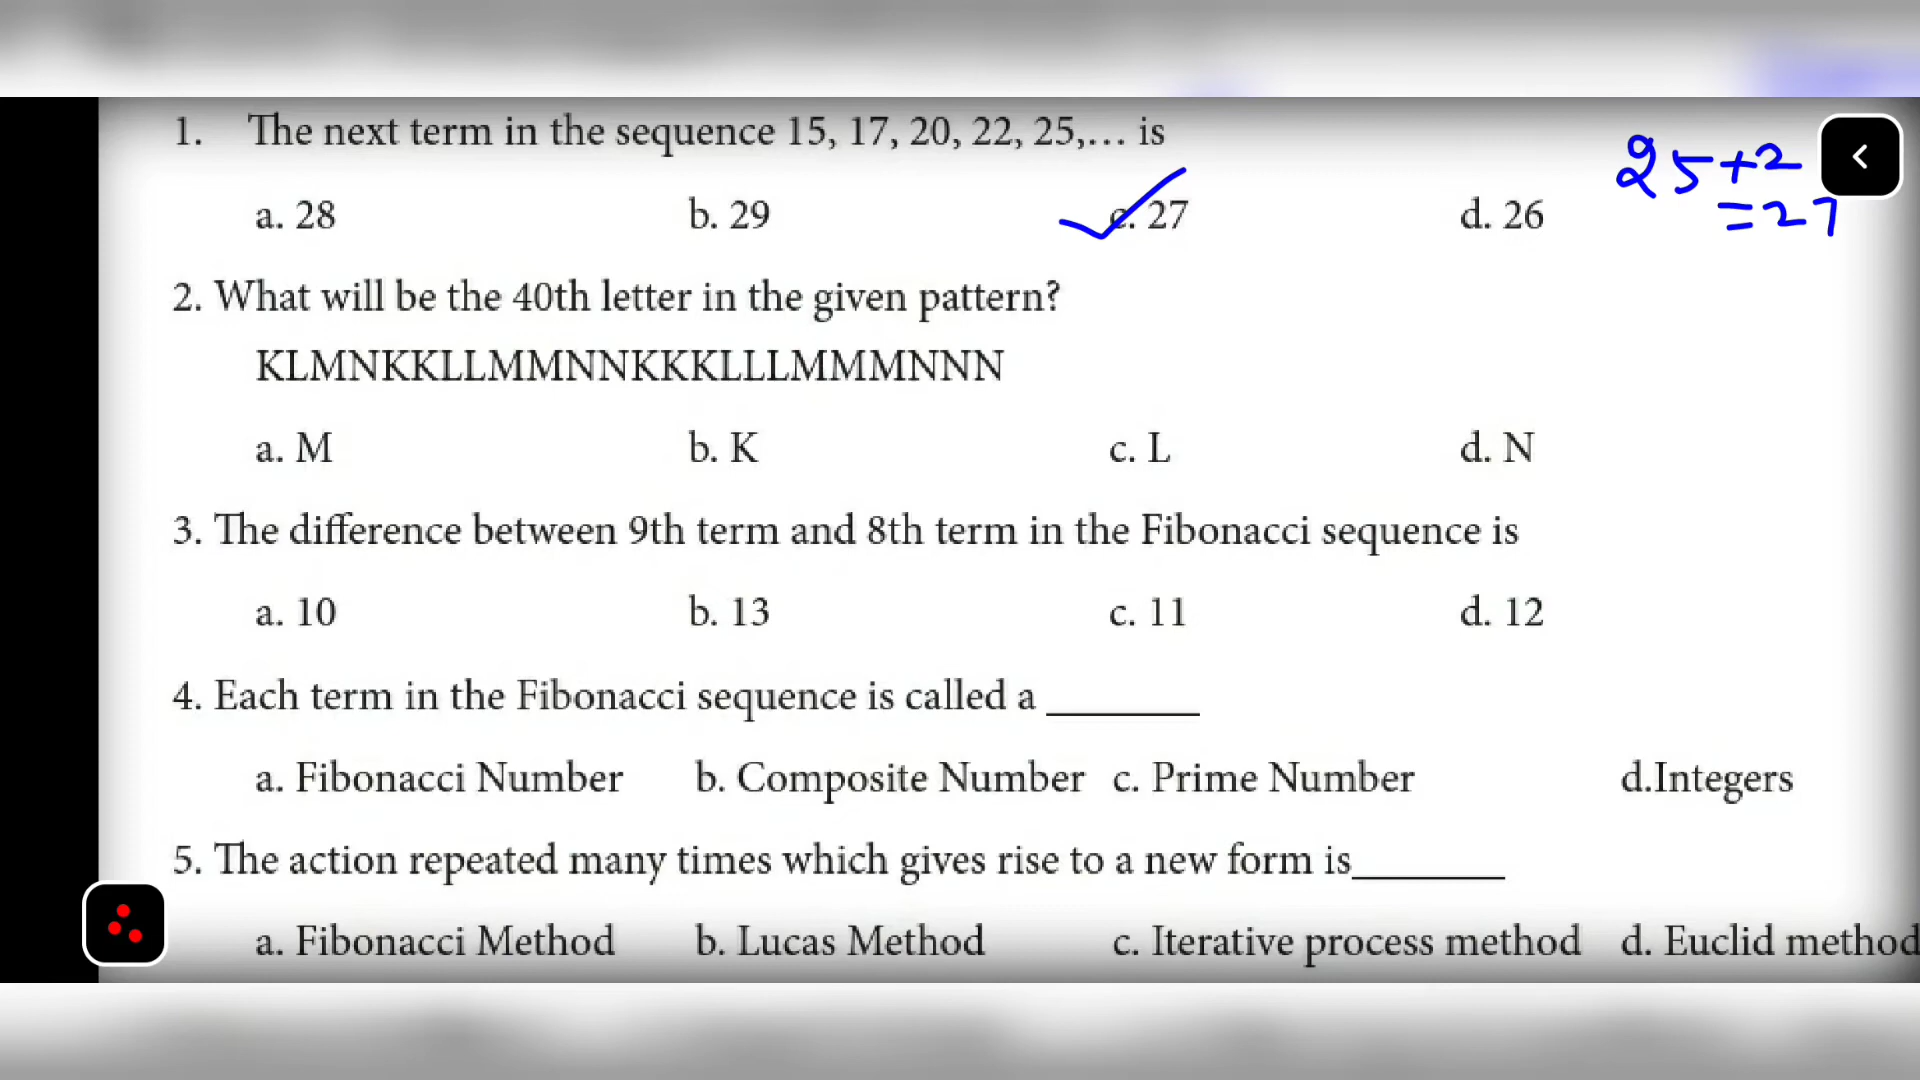 1. The next term in the sequence 15, 17, 20, 22, 25,... is
25+2
a. 28 b. 29 c. 27 d. 26
=27
2. What will be the 40th letter in the given pattern?
KLMNKKLLMMNNKKKLLLMMMNNN
a. M b. K c. L d. N
3. The difference between 9th term and 8th term in the Fibonacci sequence is
a. 10 b. 13 c. 11 d. 12
4. Each term in the Fibonacci sequence is called a ________
a. Fibonacci Number b. Composite Number c. Prime Number d.Integers
5. The action repeated many times which gives rise to a new form is________
a. Fibonacci Method b. Lucas Method c. Iterative process method d. Euclid method